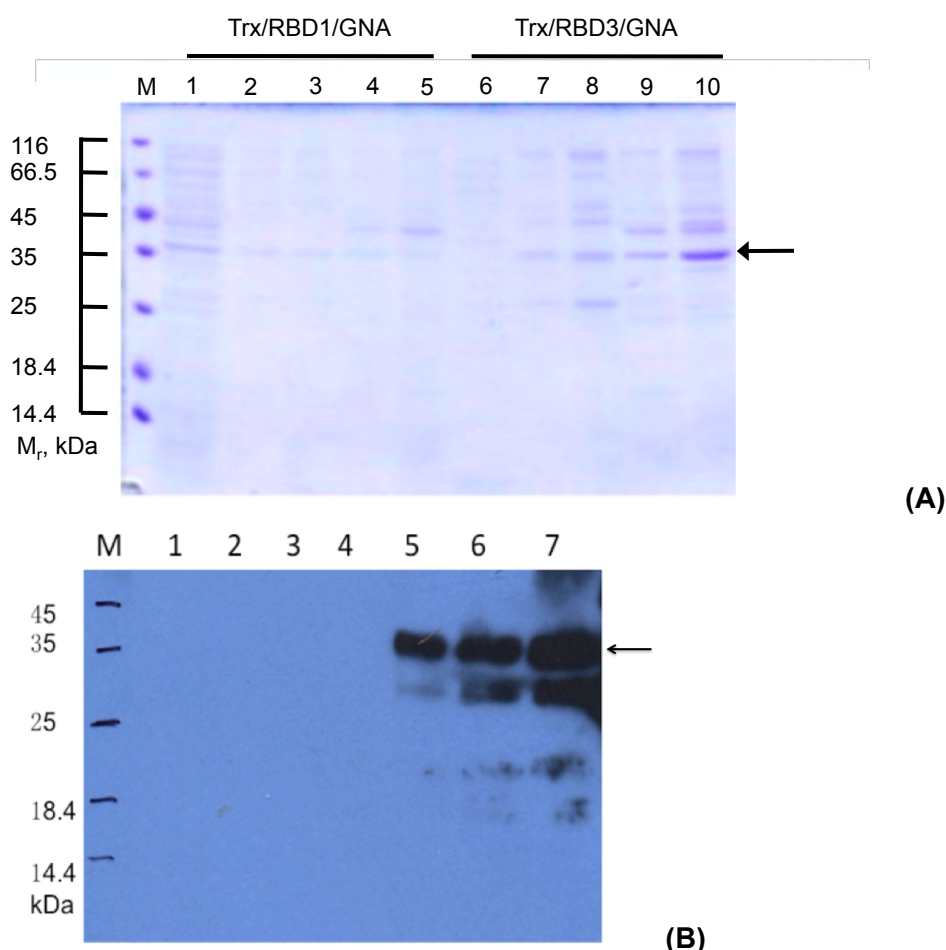 Trx/RBD1/GNA Trx/RBD3/GNA
M 1 2 3 4 5 6 7 8 9 10
116
66.5
45
35
25
18.4
14.4
Mr, kDa
(A)
M 1 2 3 4 5 6 7
45
35
25
18.4
14.4
kDa
(B)